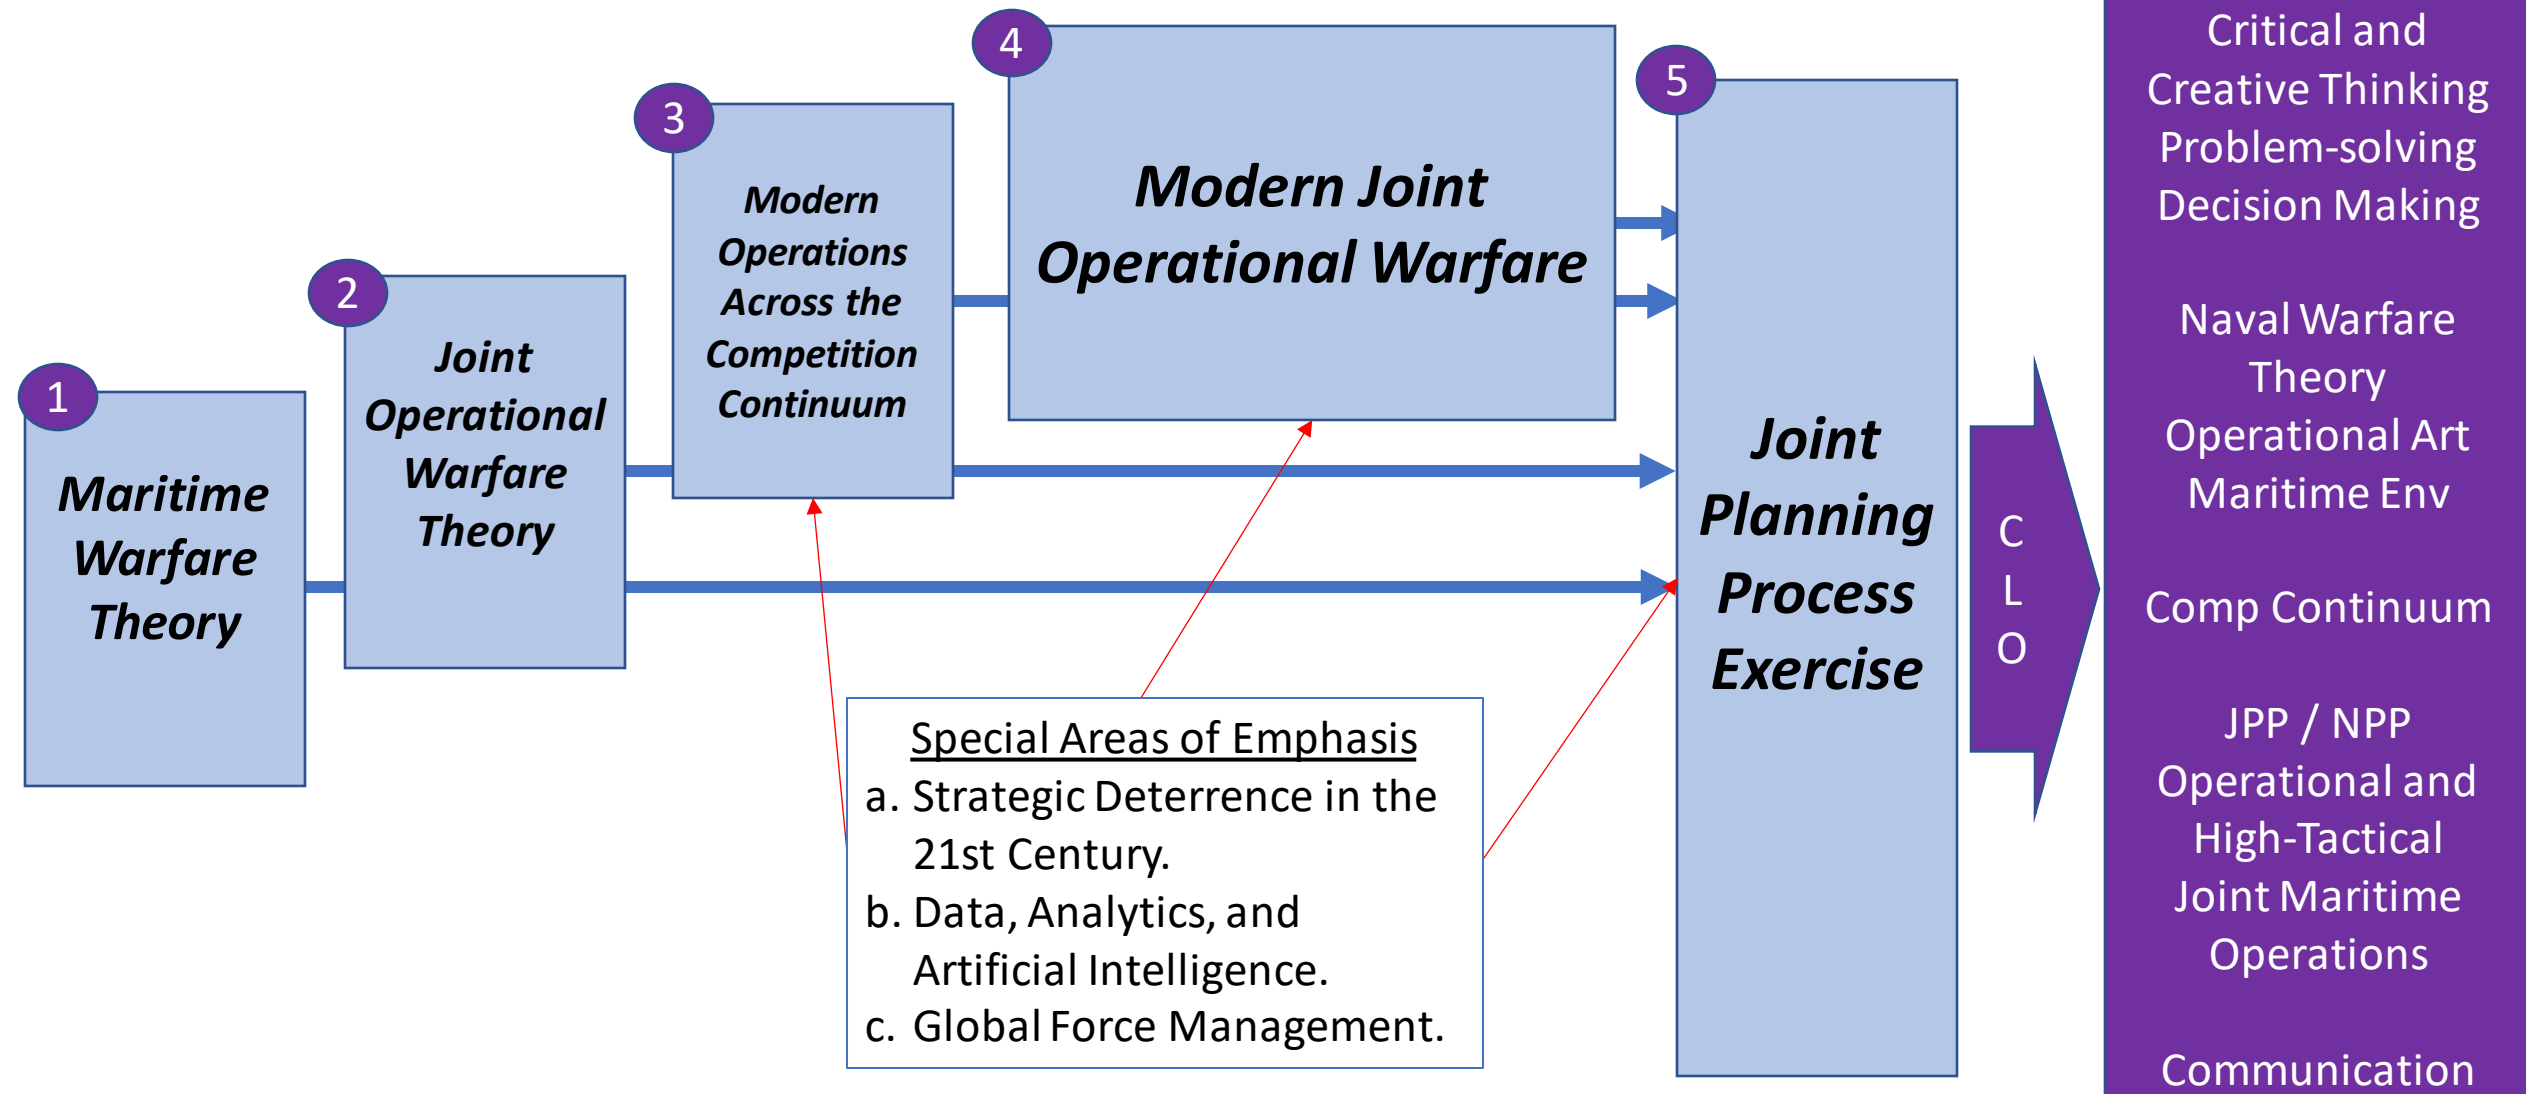 1
Maritime
Warfare
Theory
2
Joint
Operational
Warfare
Theory
3
Modern
Operations
Across the
Competition
Continuum
4
Modern Joint
Operational Warfare
5
Joint
Planning
Process
Exercise
Special Areas of Emphasis
a. Strategic Deterrence in the
21st Century.
b. Data, Analytics, and
Artificial Intelligence.
c. Global Force Management.
C
L
O
Critical and
Creative Thinking
Problem-solving
Decision Making
Naval Warfare
Theory
Operational Art
Maritime Env
Comp Continuum
JPP / NPP
Operational and
High-Tactical
Joint Maritime
Operations
Communication